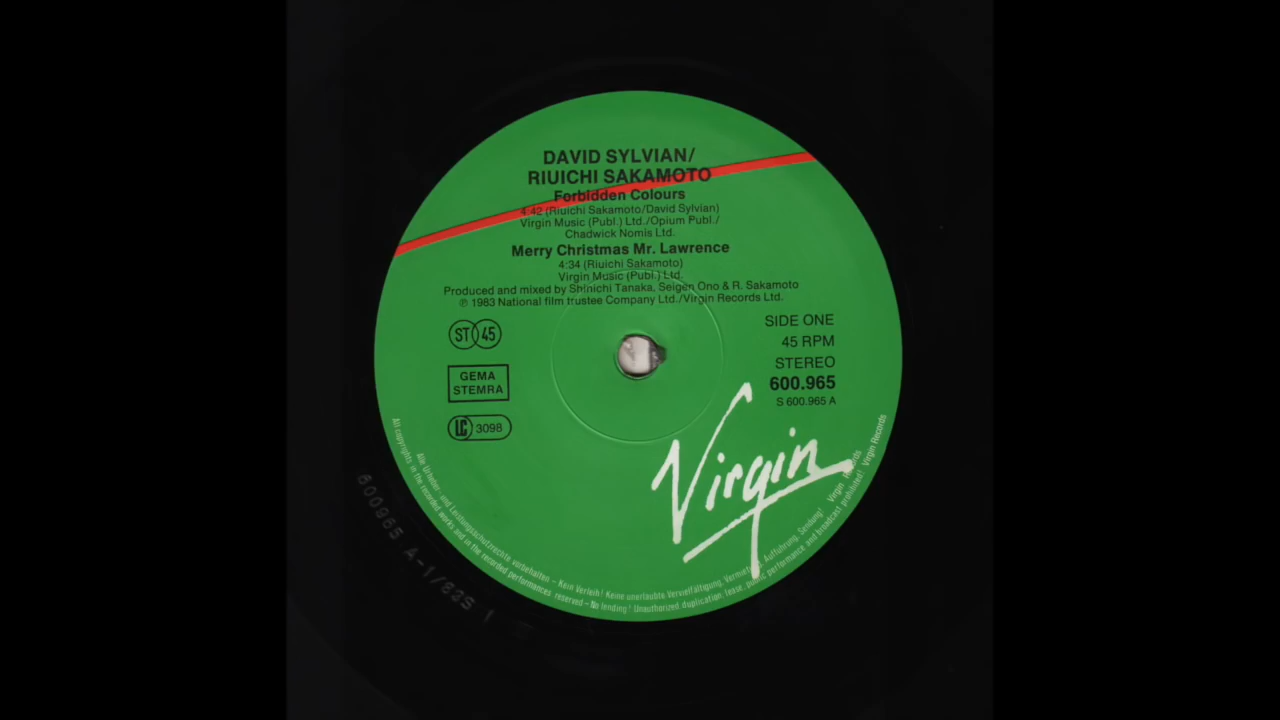 DAVID SYLVIAN/
RIUICHI SAKAMOTO
Forbidden Colours
4:42 (Riuichi Sakamoto/David Sylvian)
Virgin Music (Publ.) Ltd./Opium Publ./
Chadwick Nomis Ltd.
Merry Christmas Mr. Lawrence
4:34 (Riuichi Sakamoto)
Virgin Music (Publ.) Ltd.
Produced and mixed by Shinichi Tanaka, Seigen Ono & R. Sakamoto
℗ 1983 National film trustee Company Ltd./Virgin Records Ltd.
ST 45
GEMA
STEMRA
LC 3098
SIDE ONE
45 RPM
STEREO
600.965
S 600.965 A
Virgin
Alle Urheber- und Leistungsschutzrechte vorbehalten – Kein Verleih! Keine unerlaubte Vervielfältigung, Vermietung, Aufführung, Sendung! Virgin Records
All copyrights in the recorded works and in the recorded performances reserved – No lending! Unauthorized duplication, lease, public performance and broadcast prohibited! Virgin Records
600965 A-1/83S 1